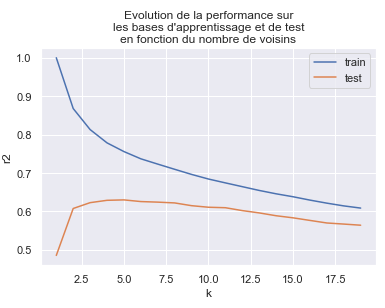 Evolution de la performance sur
les bases d'apprentissage et de test
en fonction du nombre de voisins
train
test
1.0
0.9
0.8
0.7
0.6
0.5
r2
2.5 5.0 7.5 10.0 12.5 15.0 17.5
k